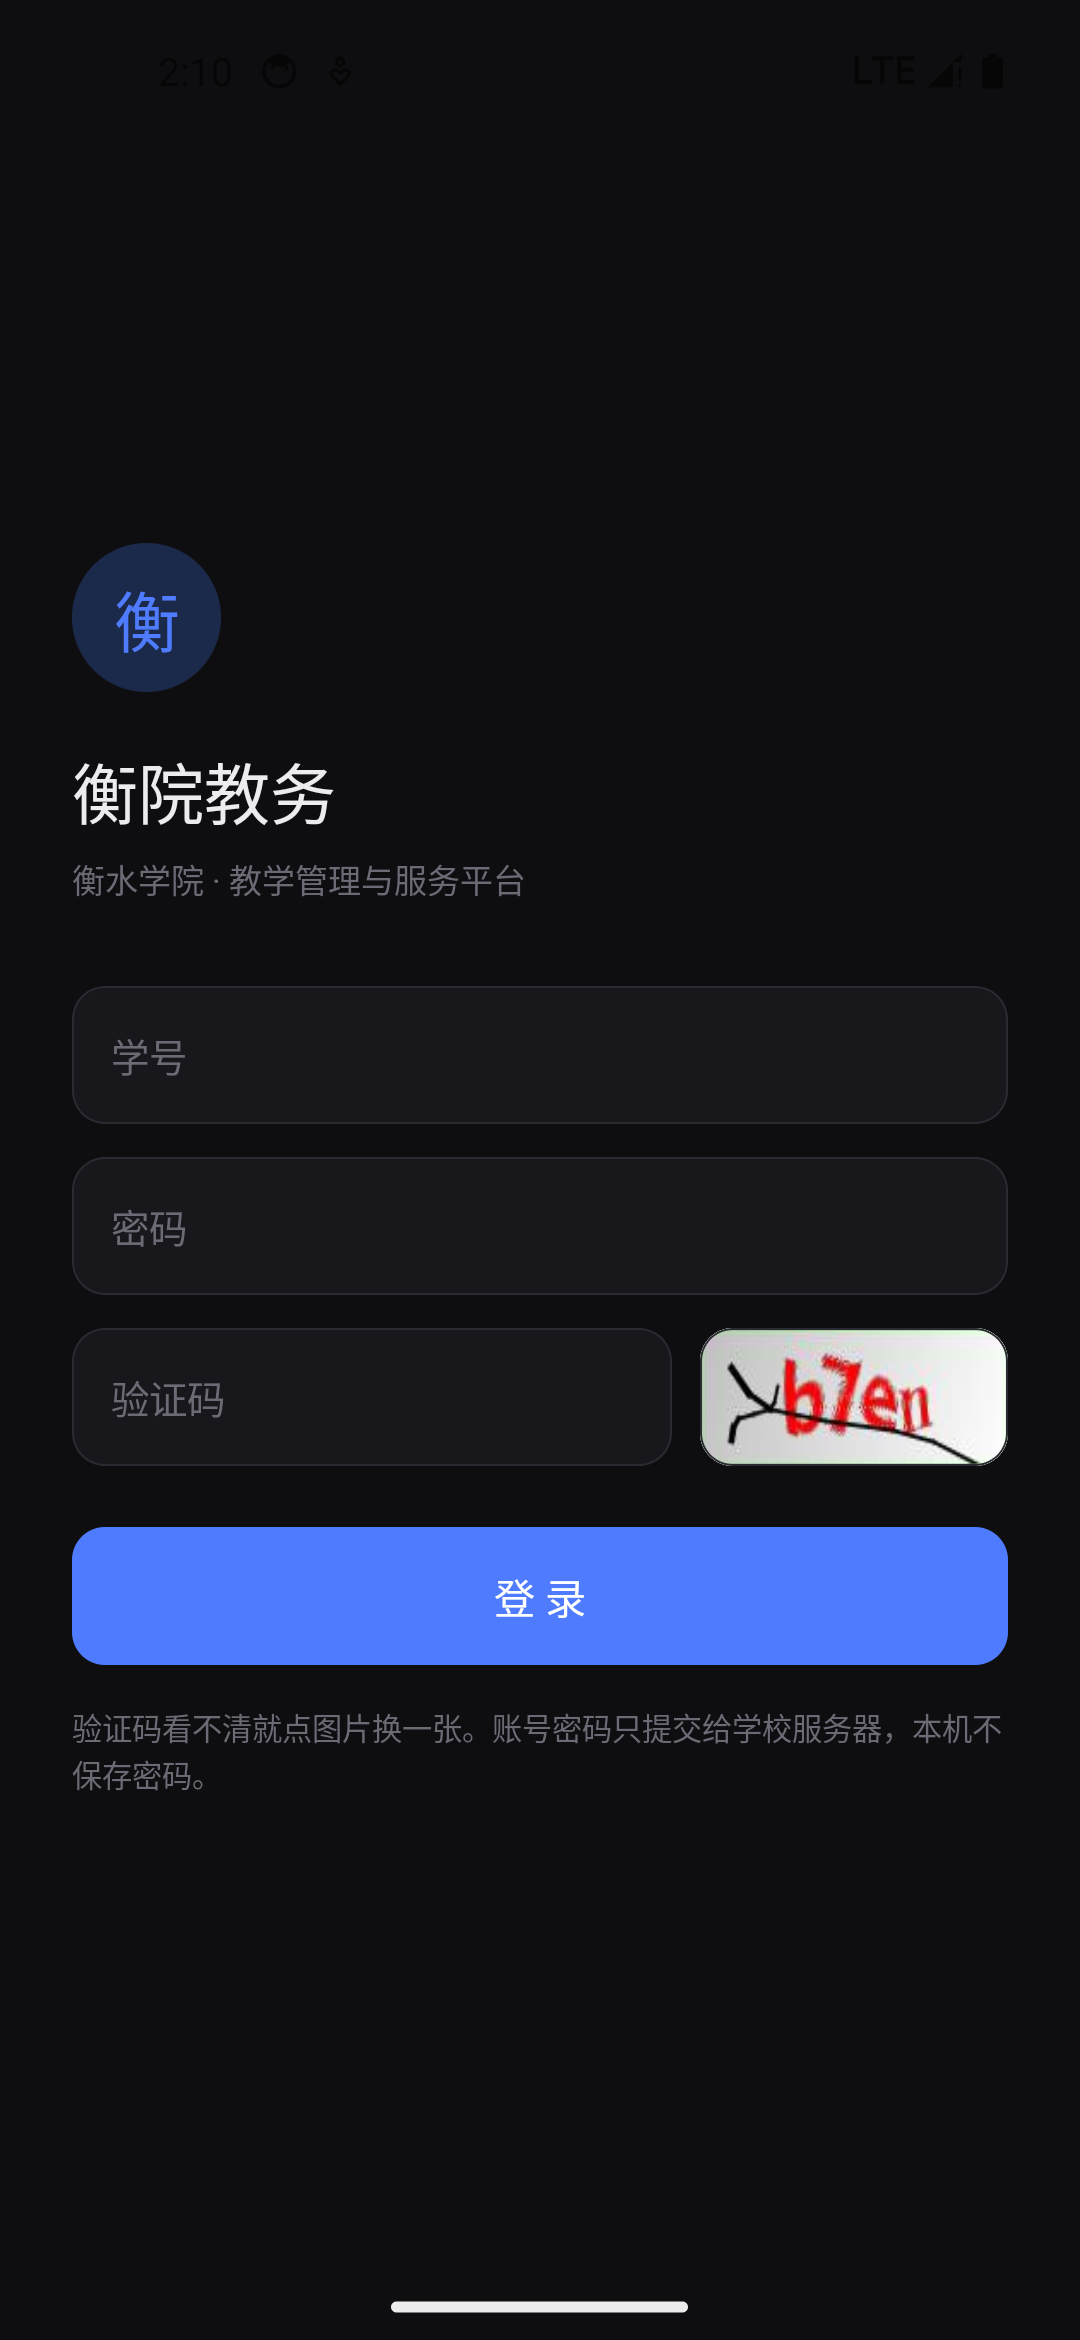 2:10
LTE
衡
衡院教务
衡水学院 · 教学管理与服务平台
学号
密码
验证码
b7en
登 录
验证码看不清就点图片换一张。账号密码只提交给学校服务器，本机不
保存密码。